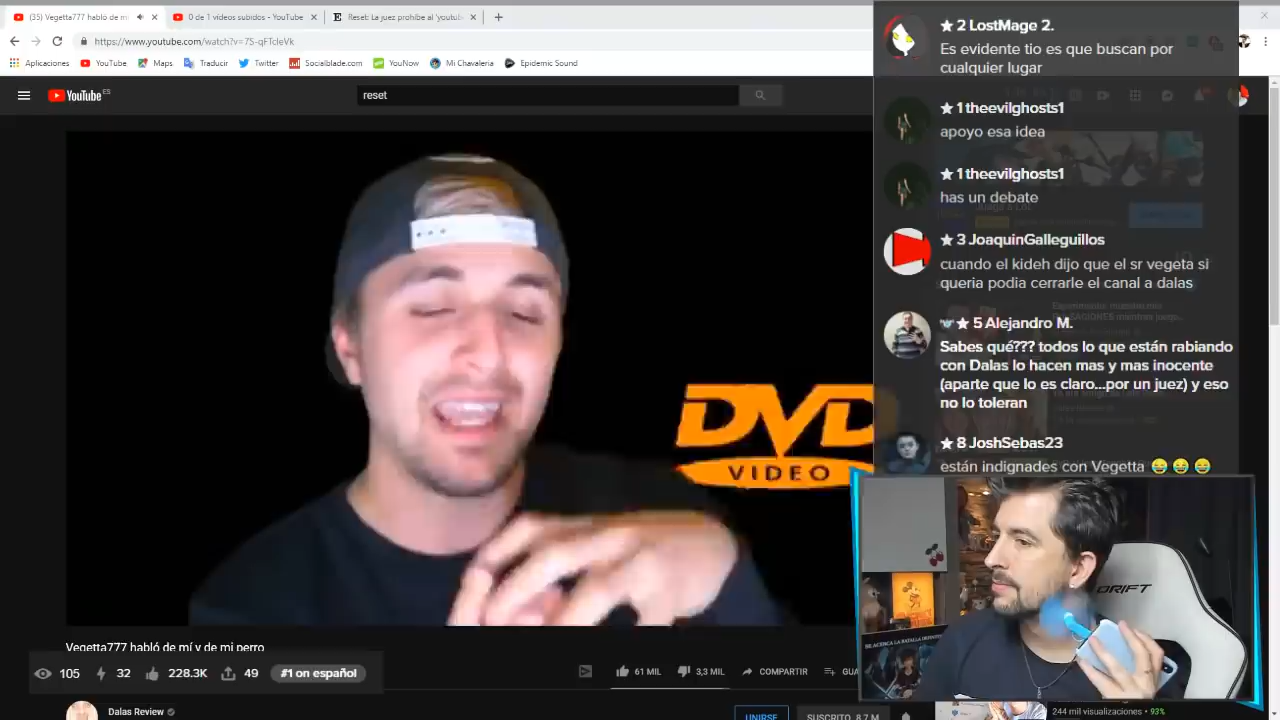 (35) Vegetta777 habló de mí
0 de 1 vídeos subidos - YouTube
Reset: La juez prohíbe al 'youtub
https://www.youtube.com/watch?v=7S-qFTcIeVk
Aplicaciones
YouTube
Maps
Traducir
Twitter
Socialblade.com
YouNow
Mi Chavaleria
Epidemic Sound
YouTube ES
reset
DVD
VIDEO
2 LostMage 2.
Es evidente tio es que buscan por
cualquier lugar
1 theevilghosts1
apoyo esa idea
1 theevilghosts1
has un debate
3 JoaquinGalleguillos
cuando el kideh dijo que el sr vegeta si
queria podia cerrarle el canal a dalas
5 Alejandro M.
Sabes qué??? todos lo que están rabiando
con Dalas lo hacen mas y mas inocente
(aparte que lo es claro...por un juez) y eso
no lo toleran
8 JoshSebas23
están indignades con Vegetta 😂 😂 😂
DRIFT
Vegetta777 habló de mí y de mi perro
105
32
228.3K
49
#1 on español
61 MIL
3,3 MIL
COMPARTIR
GUA
Dalas Review
UNIRSE
SUSCRITO 8,7 M
244 mil visualizaciones • 93%